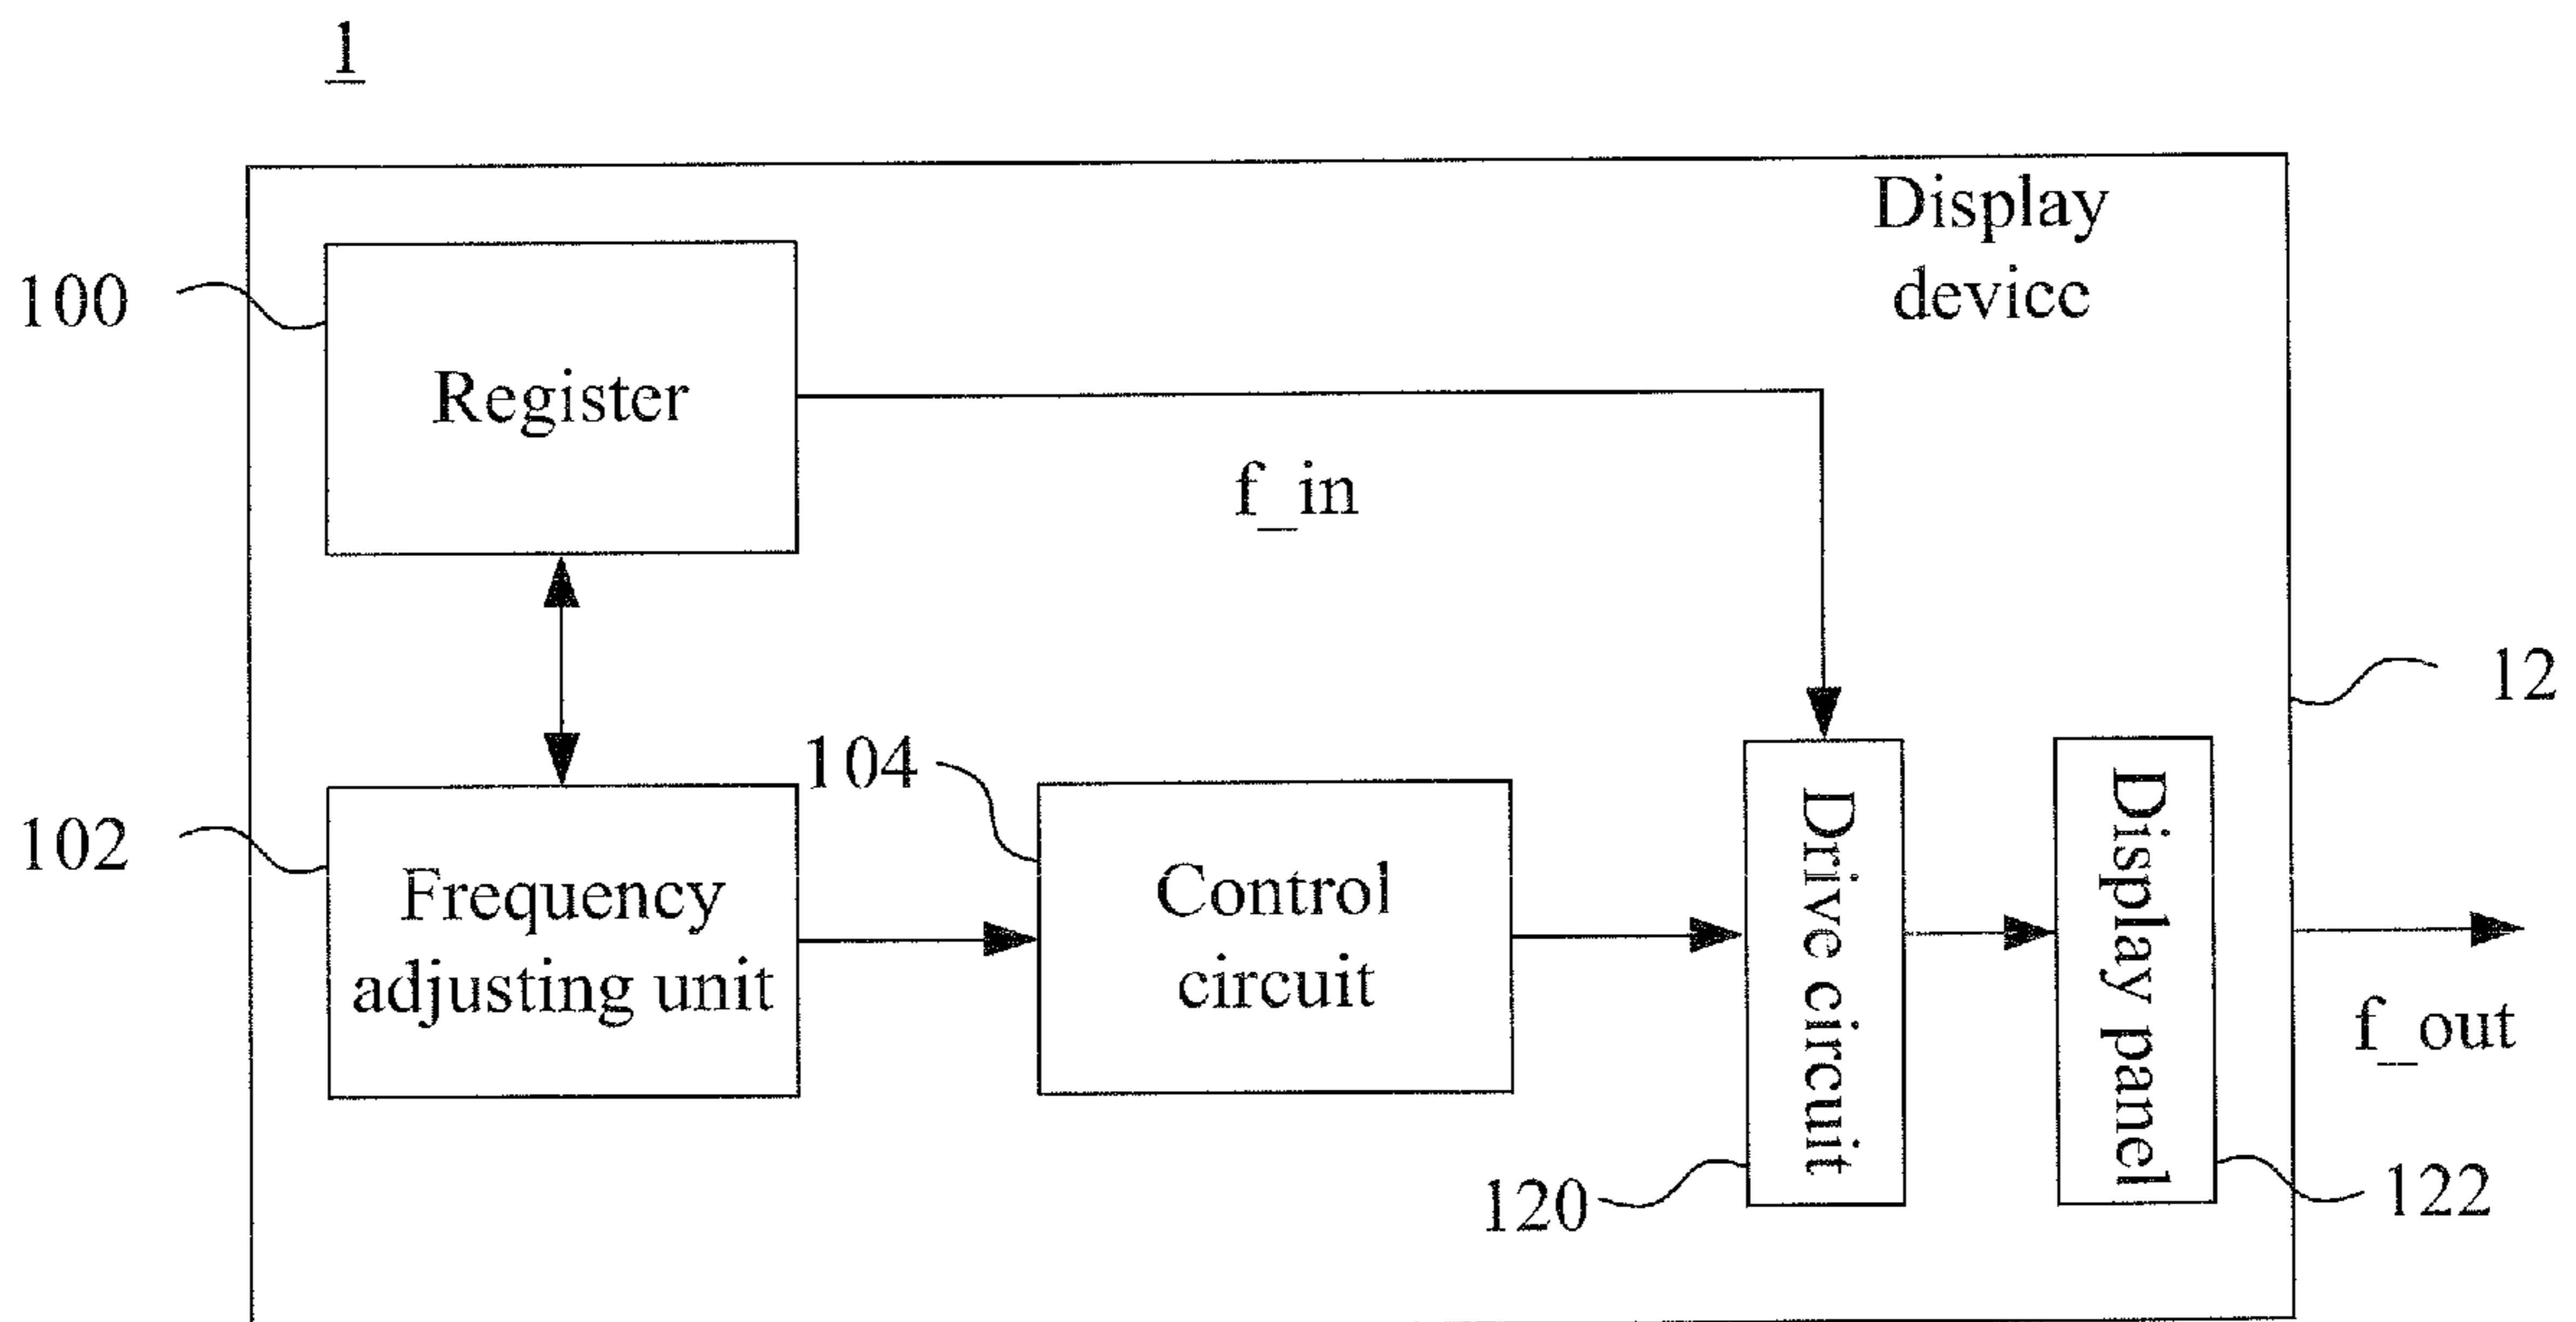 1
Display
device
100
Register
f_in
12
104
102
Frequency
adjusting unit
Control
circuit
Drive circuit
Display panel
f_out
120
122